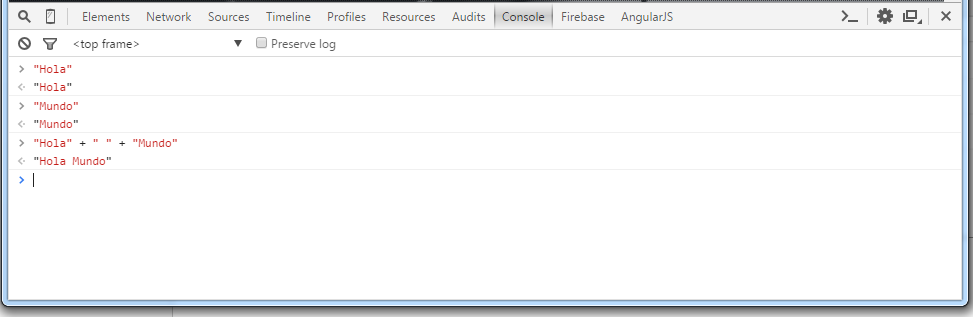 Elements Network Sources Timeline Profiles Resources Audits Console Firebase AngularJS
<top frame> Preserve log
> "Hola"
"Hola"
> "Mundo"
"Mundo"
> "Hola" + " " + "Mundo"
"Hola Mundo"
>